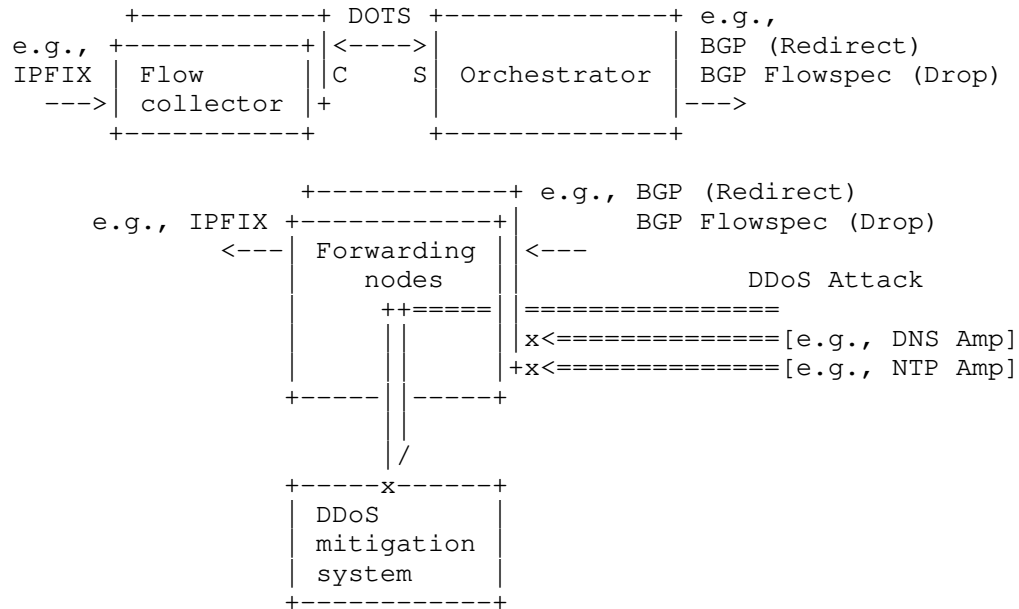 +-----------+ DOTS +--------------+ e.g.,
e.g., +-----------+|<---->| | BGP (Redirect)
IPFIX | Flow ||C S| Orchestrator | BGP Flowspec (Drop)
--->| collector |+ | |--->
+-----------+ +--------------+
+------------+ e.g., BGP (Redirect)
e.g., IPFIX +------------+| BGP Flowspec (Drop)
<---| Forwarding ||<---
| nodes || DDoS Attack
| ++=====||================
| || ||x<==============[e.g., DNS Amp]
| || |+x<==============[e.g., NTP Amp]
+-----||-----+
||
|/
+-----x------+
| DDoS |
| mitigation |
| system |
+------------+